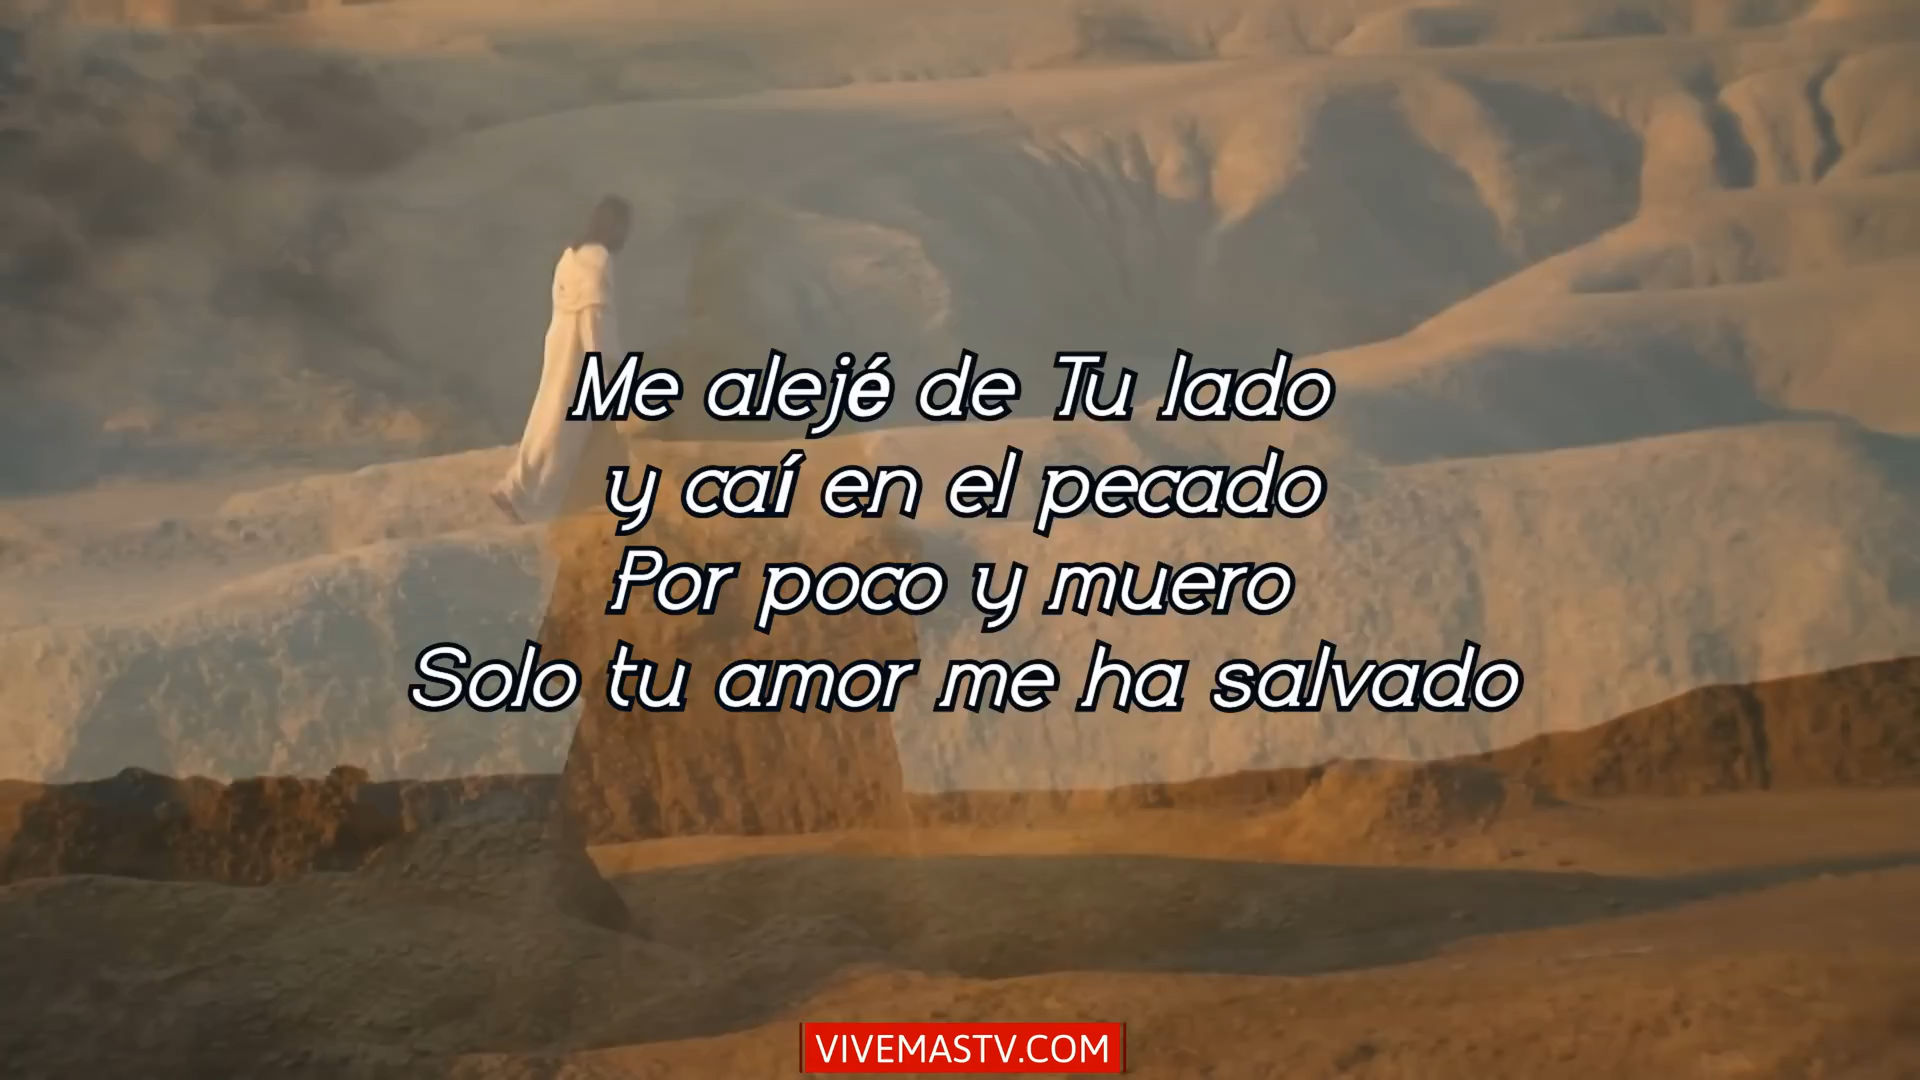 Me alejé de Tu lado
y caí en el pecado
Por poco y muero
Solo tu amor me ha salvado
VIVEMASTV.COM